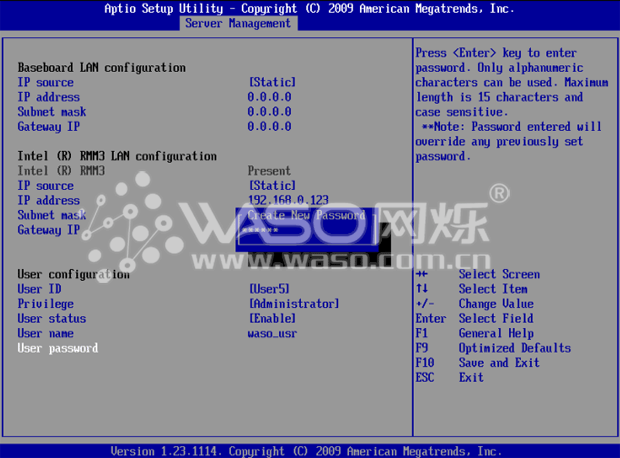 Aptio Setup Utility - Copyright (C) 2009 American Megatrends, Inc.
Server Management
Baseboard LAN configuration
IP source [Static]
IP address 0.0.0.0
Subnet mask 0.0.0.0
Gateway IP 0.0.0.0
Intel (R) RMM3 LAN configuration
Intel (R) RMM3 Present
IP source [Static]
IP address 192.168.0.123
Subnet mask
Gateway IP
Create New Password
******
User configuration
User ID [User5]
Privilege [Administrator]
User status [Enable]
User name waso_usr
User password
Press <Enter> key to enter
password. Only alphanumeric
characters can be used. Maximum
length is 15 characters and
case sensitive.
**Note: Password entered will
override any previously set
password.
→← Select Screen
↑↓ Select Item
+/- Change Value
Enter Select Field
F1 General Help
F9 Optimized Defaults
F10 Save and Exit
ESC Exit
WASO网烁®
www.waso.com.cn
Version 1.23.1114. Copyright (C) 2009 American Megatrends, Inc.